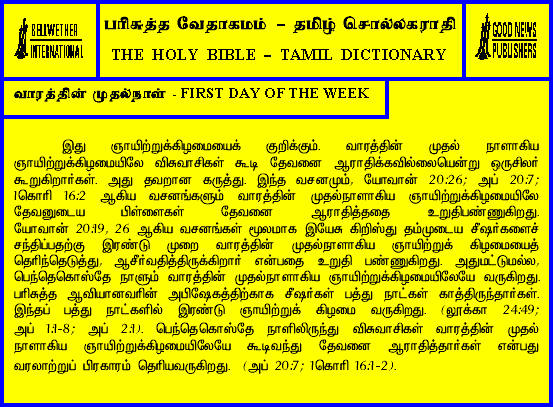 BELLWETHER
INTERNATIONAL
பரிசுத்த வேதாகமம் – தமிழ் சொல்லகராதி
THE HOLY BIBLE – TAMIL DICTIONARY
GOOD NEWS
PUBLISHERS
வாரத்தின் முதல்நாள் - FIRST DAY OF THE WEEK
இது ஞாயிற்றுக்கிழமையைக் குறிக்கும். வாரத்தின் முதல் நாளாகிய
ஞாயிற்றுக்கிழமையிலே விசுவாசிகள் கூடி தேவனை ஆராதிக்கவில்லையென்று ஒருசிலர்
கூறுகிறார்கள். அது தவறான கருத்து. இந்த வசனமும், யோவான் 20:26; அப் 20:7;
1கொரி 16:2 ஆகிய வசனங்களும் வாரத்தின் முதல்நாளாகிய ஞாயிற்றுக்கிழமையிலே
தேவனுடைய பிள்ளைகள் தேவனை ஆராதித்ததை உறுதிபண்ணுகிறது.
யோவான் 20:19, 26 ஆகிய வசனங்கள் மூலமாக இயேசு கிறிஸ்து தம்முடைய சீஷர்களைச்
சந்திப்பதற்கு இரண்டு முறை வாரத்தின் முதல்நாளாகிய ஞாயிற்றுக் கிழமையைத்
தெரிந்தெடுத்து, ஆசீர்வதித்திருக்கிறார் என்பதை உறுதி பண்ணுகிறது. அதுமட்டுமல்ல,
பெந்தெகொஸ்தே நாளும் வாரத்தின் முதல்நாளாகிய ஞாயிற்றுக்கிழமையிலேயே வருகிறது.
பரிசுத்த ஆவியானவரின் அபிஷேகத்திற்காக சீஷர்கள் பத்து நாட்கள் காத்திருந்தார்கள்.
இந்தப் பத்து நாட்களில் இரண்டு ஞாயிற்றுக் கிழமை வருகிறது. (லூக்கா 24:49;
அப் 1:1-8; அப் 2:1). பெந்தெகொஸ்தே நாளிலிருந்து விசுவாசிகள் வாரத்தின் முதல்
நாளாகிய ஞாயிற்றுக்கிழமையிலேயே கூடிவந்து தேவனை ஆராதித்தார்கள் என்பது
வரலாற்றுப் பிரகாரம் தெரியவருகிறது. (அப் 20:7; 1கொரி 16:1-2).